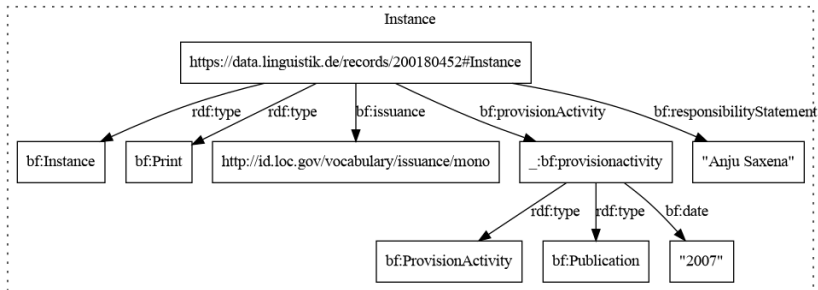 Instance
https://data.linguistik.de/records/200180452#Instance
rdf:type
rdf:type
bf:issuance
bf:provisionActivity
bf:responsibilityStatement
bf:Instance
bf:Print
http://id.loc.gov/vocabulary/issuance/mono
_:bf:provisionactivity
"Anju Saxena"
rdf:type
rdf:type
bf:date
bf:ProvisionActivity
bf:Publication
"2007"